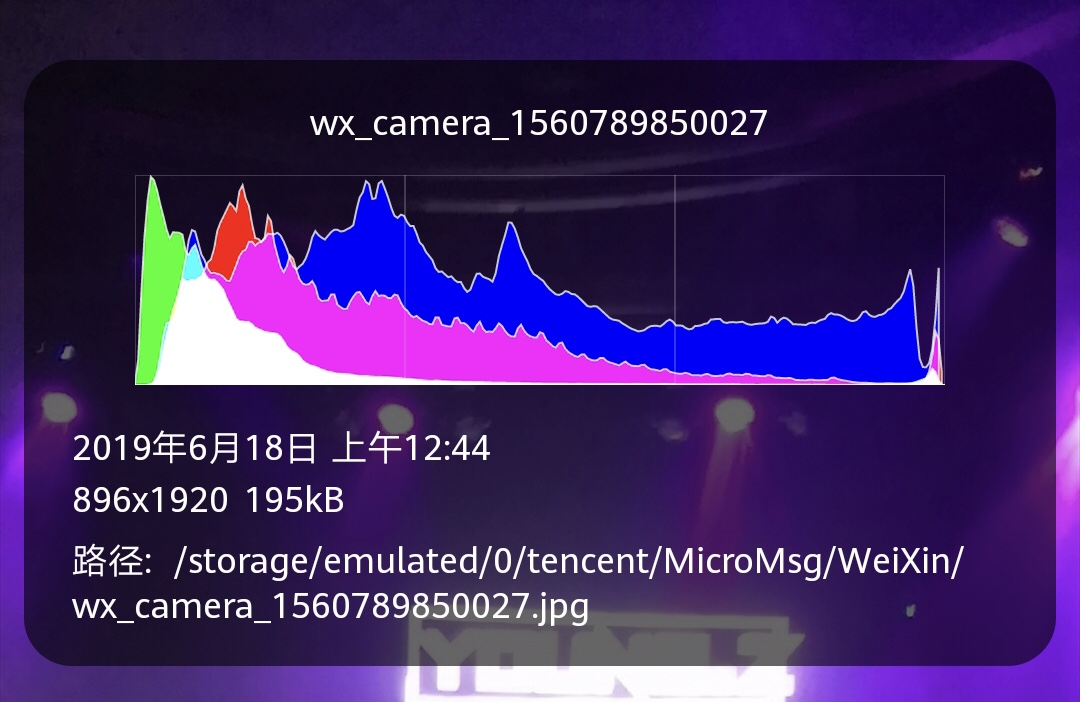 wx_camera_1560789850027
2019年6月18日 上午12:44
896x1920 195kB
路径: /storage/emulated/0/tencent/MicroMsg/WeiXin/
wx_camera_1560789850027.jpg